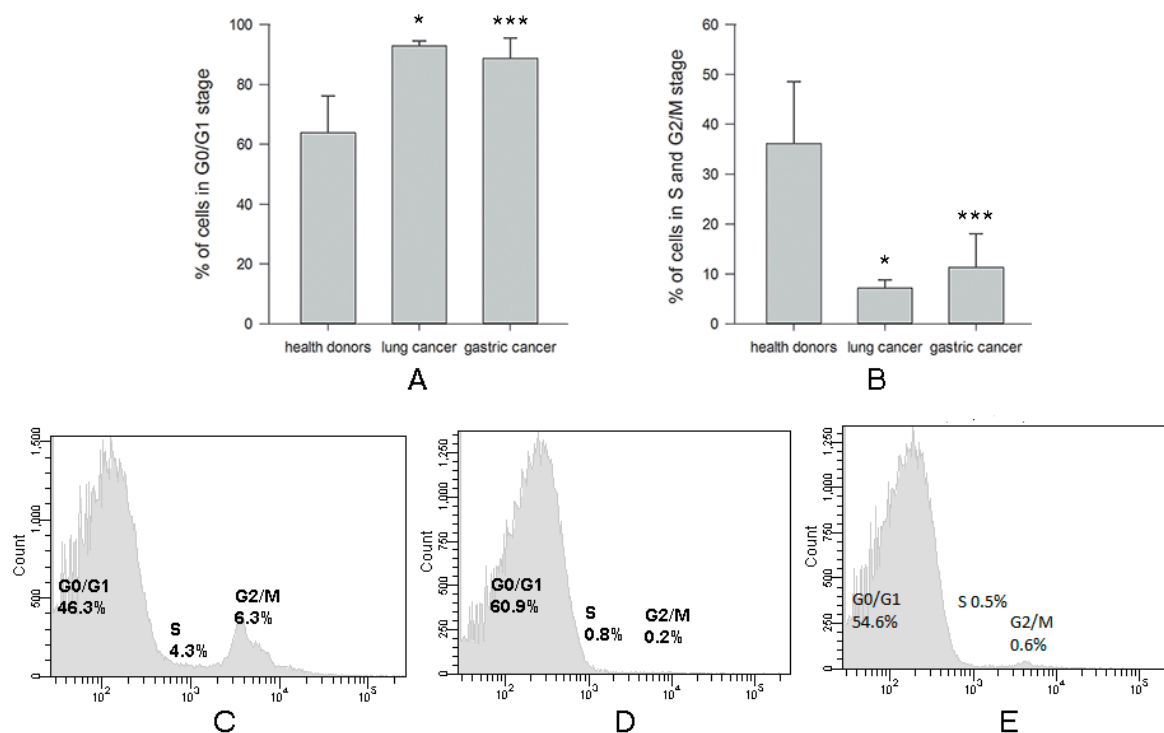 % of cells in G0/G1 stage
100
80
60
40
20
0
*
***
health donors
lung cancer
gastric cancer
A
% of cells in S and G2/M stage
60
50
40
30
20
10
0
*
***
health donors
lung cancer
gastric cancer
B
Count
1,500
1,000
500
0
G0/G1
46.3%
S
4.3%
G2/M
6.3%
10²
10³
10⁴
10⁵
C
Count
1,250
1,000
750
500
250
0
G0/G1
60.9%
S
0.8%
G2/M
0.2%
10²
10³
10⁴
10⁵
D
Count
1,250
1,000
750
500
250
0
G0/G1
54.6%
S 0.5%
G2/M
0.6%
10²
10³
10⁴
10⁵
E